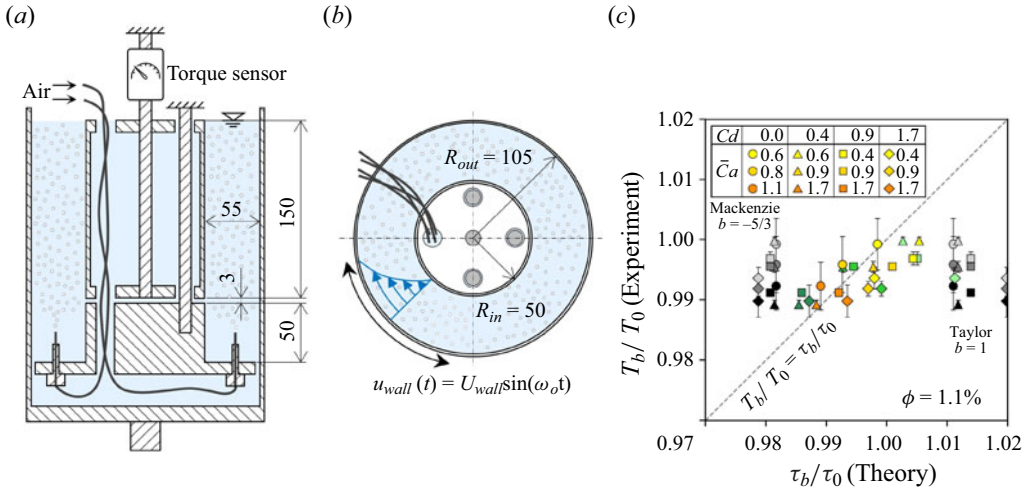 (a)
Air
Torque sensor
55
150
3
50
(b)
R_out = 105
R_in = 50
u_wall (t) = U_wall sin(ω_o t)
(c)
T_b / T_0 (Experiment)
1.02
1.01
1.00
0.99
0.98
0.97
Cd 0.0 0.4 0.9 1.7
C̄a 0.6 0.6 0.4 0.4
0.8 0.9 0.9 0.9
1.1 1.7 1.7 1.7
Mackenzie
b = −5/3
Taylor
b = 1
T_b / T_0 = τ_b/τ_0
ϕ = 1.1%
0.98 0.99 1.00 1.01 1.02
τ_b/τ_0 (Theory)